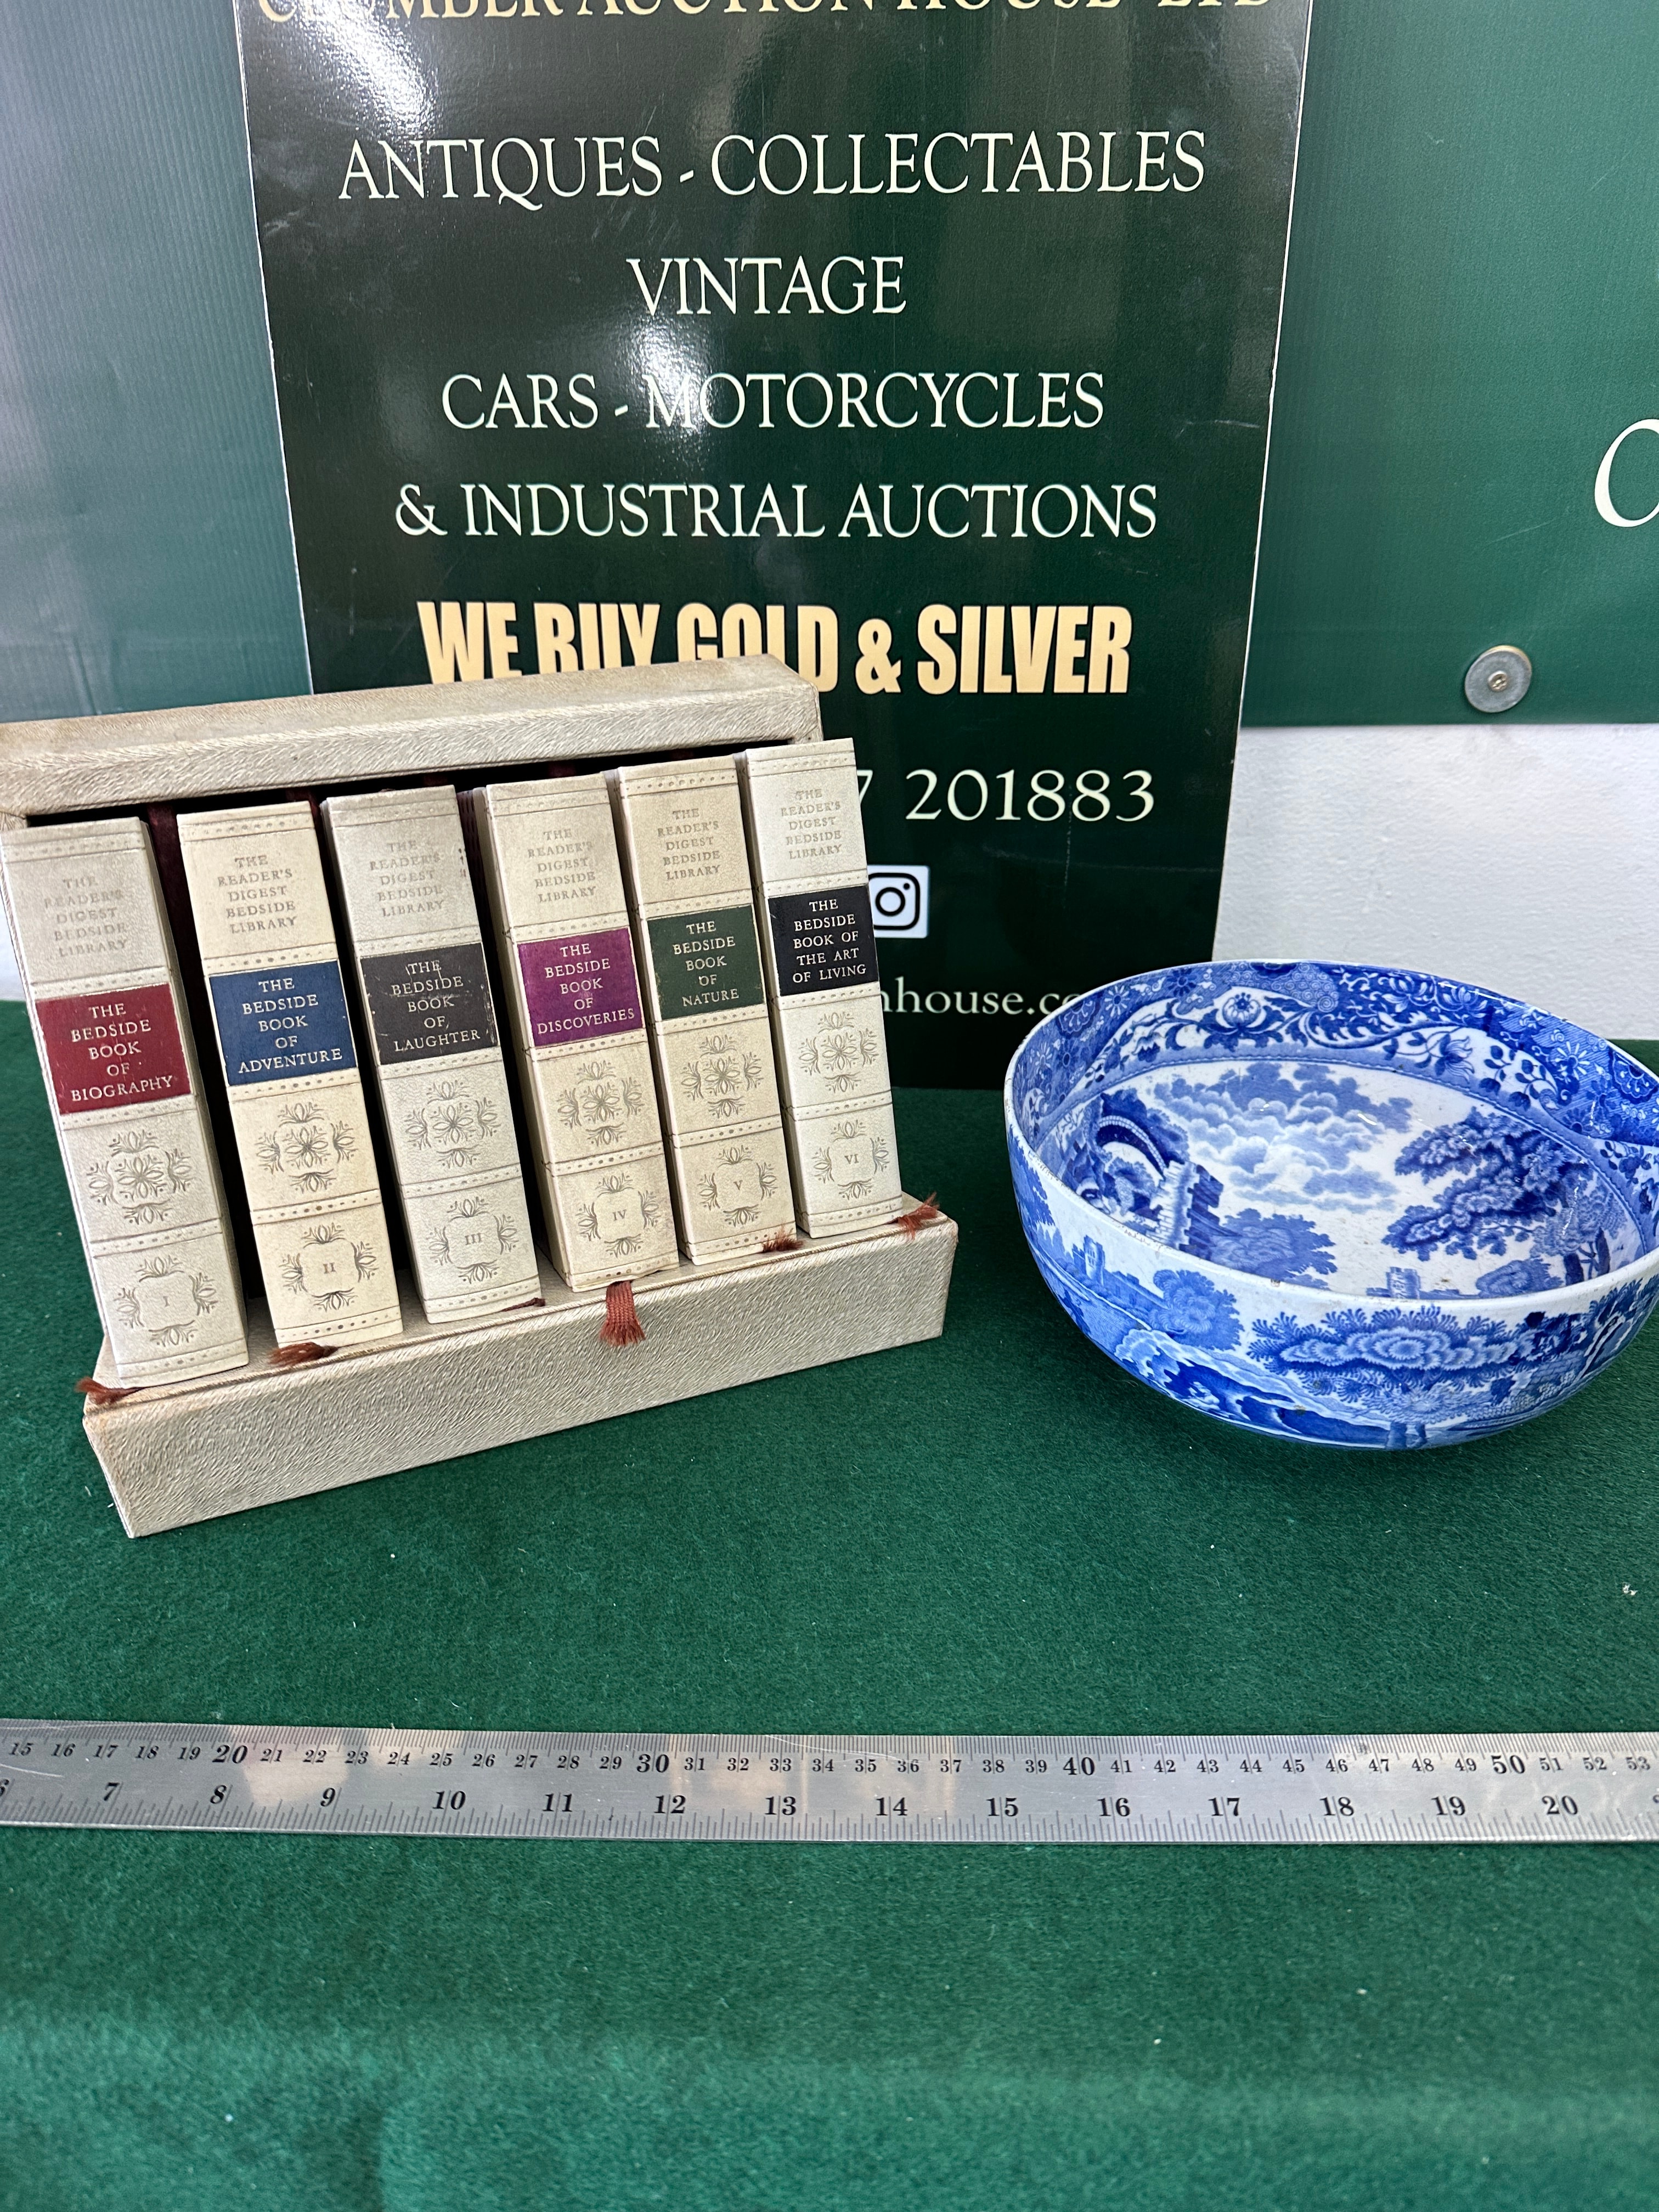 CLUMBER AUCTION HOUSE LTD
ANTIQUES - COLLECTABLES
VINTAGE
CARS - MOTORCYCLES
& INDUSTRIAL AUCTIONS
WE BUY GOLD & SILVER
7 201883
nhouse.co
THE
READER'S
DIGEST
BEDSIDE
LIBRARY
THE
BEDSIDE
BOOK
OF
BIOGRAPHY
I
THE
READER'S
DIGEST
BEDSIDE
LIBRARY
THE
BEDSIDE
BOOK
OF
ADVENTURE
II
THE
READER'S
DIGEST
BEDSIDE
LIBRARY
THE
BEDSIDE
BOOK
OF
LAUGHTER
III
THE
READER'S
DIGEST
BEDSIDE
LIBRARY
THE
BEDSIDE
BOOK
OF
DISCOVERIES
IV
THE
READER'S
DIGEST
BEDSIDE
LIBRARY
THE
BEDSIDE
BOOK
OF
NATURE
V
THE
READER'S
DIGEST
BEDSIDE
LIBRARY
THE
BEDSIDE
BOOK OF
THE ART
OF LIVING
VI
15 16 17 18 19 20 21 22 23 24 25 26 27 28 29 30 31 32 33 34 35 36 37 38 39 40 41 42 43 44 45 46 47 48 49 50 51 52 53
6 7 8 9 10 11 12 13 14 15 16 17 18 19 20